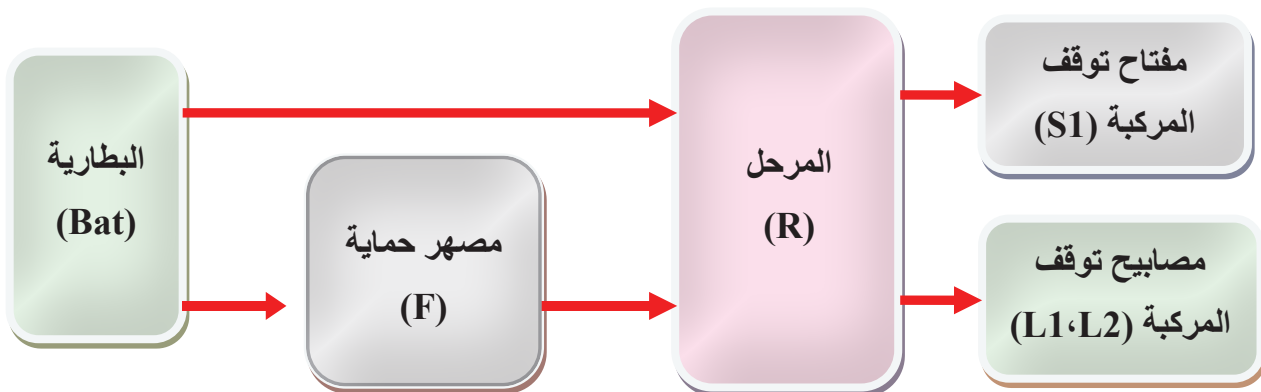 البطارية
(Bat)
مصهر حماية
(F)
المرحل
(R)
مفتاح توقف
المركبة (S1)
مصابيح توقف
المركبة (L1،L2)